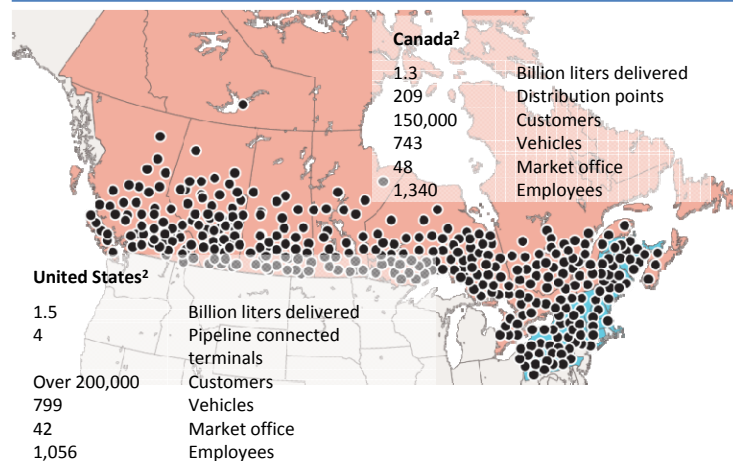 Canada²
1.3 Billion liters delivered
209 Distribution points
150,000 Customers
743 Vehicles
48 Market office
1,340 Employees
United States²
1.5 Billion liters delivered
4 Pipeline connected
terminals
Over 200,000 Customers
799 Vehicles
42 Market office
1,056 Employees